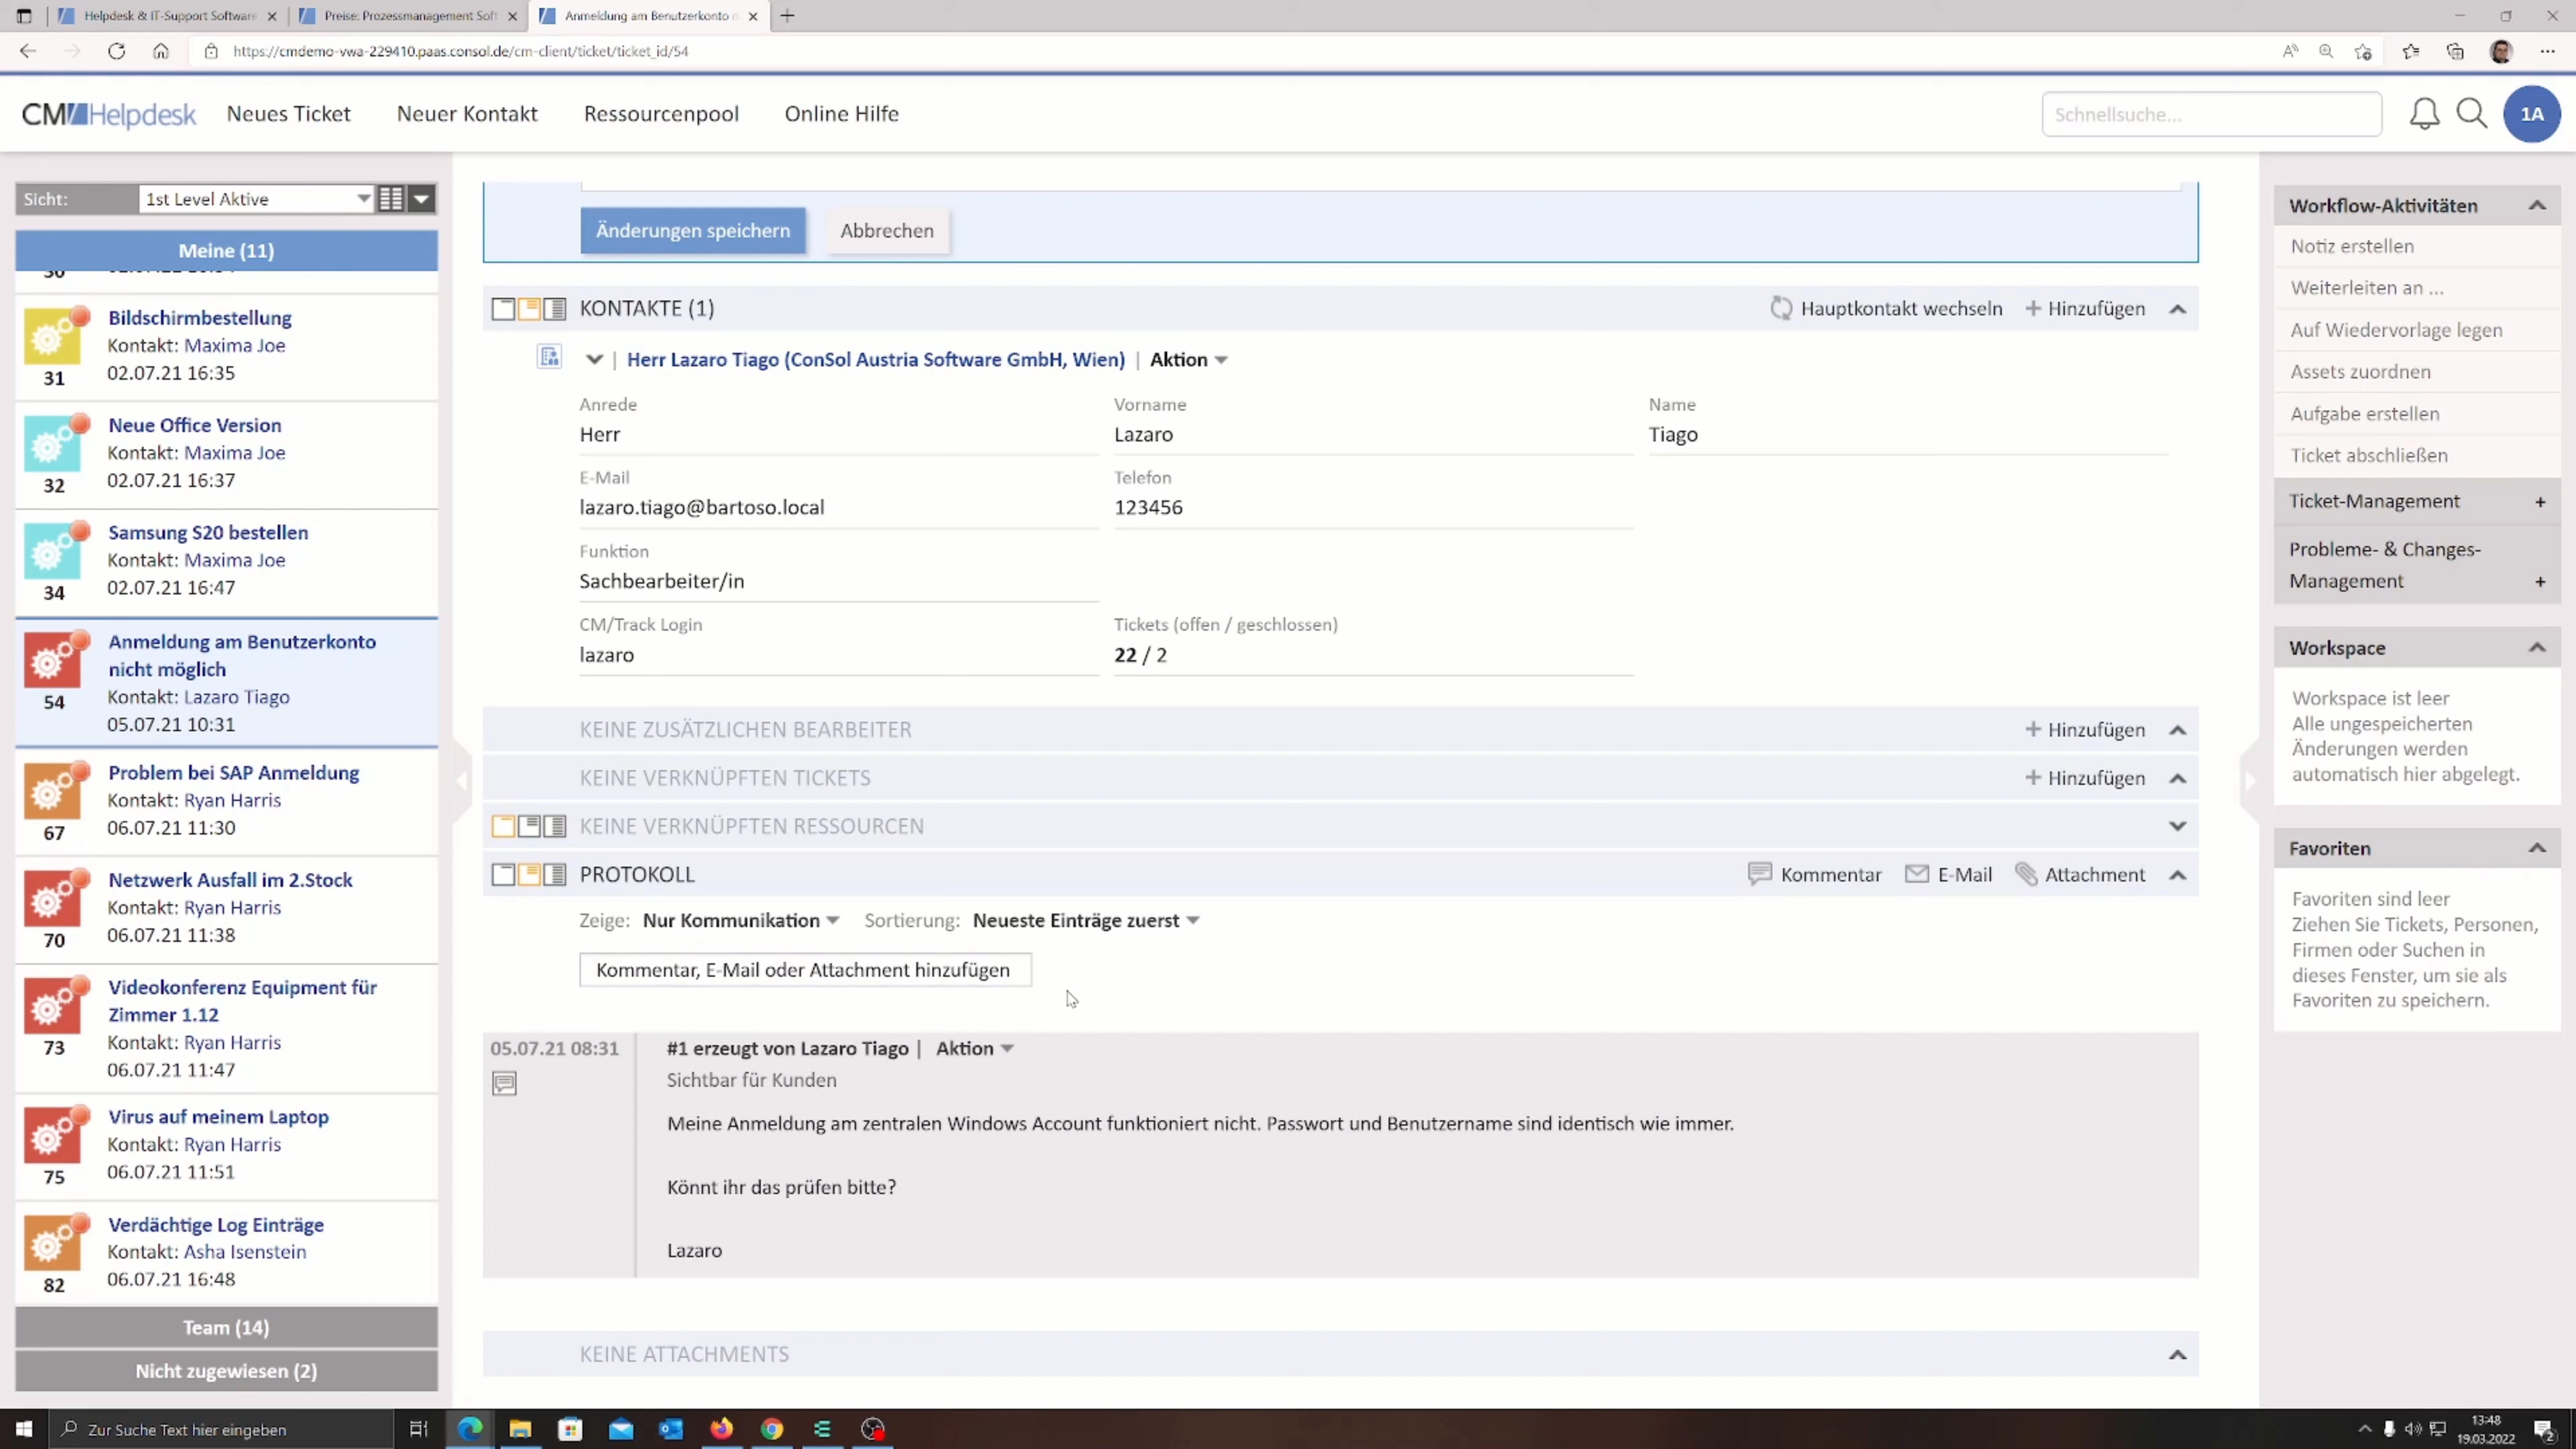 Helpdesk & IT-Support Software
Preise: Prozessmanagement Soft
Anmeldung am Benutzerkonto n
https://cmdemo-vwa-229410.paas.consol.de/cm-client/ticket/ticket_id/54
CM/Helpdesk
Neues Ticket
Neuer Kontakt
Ressourcenpool
Online Hilfe
Schnellsuche...
1A
Sicht:
1st Level Aktive
Meine (11)
Bildschirmbestellung
Kontakt: Maxima Joe
31
02.07.21 16:35
Neue Office Version
Kontakt: Maxima Joe
32
02.07.21 16:37
Samsung S20 bestellen
Kontakt: Maxima Joe
34
02.07.21 16:47
Anmeldung am Benutzerkonto
nicht möglich
54
Kontakt: Lazaro Tiago
05.07.21 10:31
Problem bei SAP Anmeldung
Kontakt: Ryan Harris
67
06.07.21 11:30
Netzwerk Ausfall im 2.Stock
Kontakt: Ryan Harris
70
06.07.21 11:38
Videokonferenz Equipment für
Zimmer 1.12
73
Kontakt: Ryan Harris
06.07.21 11:47
Virus auf meinem Laptop
Kontakt: Ryan Harris
75
06.07.21 11:51
Verdächtige Log Einträge
Kontakt: Asha Isenstein
82
06.07.21 16:48
Team (14)
Nicht zugewiesen (2)
Änderungen speichern
Abbrechen
KONTAKTE (1)
Hauptkontakt wechseln
+ Hinzufügen
| Herr Lazaro Tiago (ConSol Austria Software GmbH, Wien) | Aktion
Anrede
Herr
Vorname
Lazaro
Name
Tiago
E-Mail
lazaro.tiago@bartoso.local
Telefon
123456
Funktion
Sachbearbeiter/in
CM/Track Login
lazaro
Tickets (offen / geschlossen)
22 / 2
KEINE ZUSÄTZLICHEN BEARBEITER
+ Hinzufügen
KEINE VERKNÜPFTEN TICKETS
+ Hinzufügen
KEINE VERKNÜPFTEN RESSOURCEN
PROTOKOLL
Kommentar
E-Mail
Attachment
Zeige: Nur Kommunikation
Sortierung: Neueste Einträge zuerst
Kommentar, E-Mail oder Attachment hinzufügen
05.07.21 08:31
#1 erzeugt von Lazaro Tiago | Aktion
Sichtbar für Kunden
Meine Anmeldung am zentralen Windows Account funktioniert nicht. Passwort und Benutzername sind identisch wie immer.
Könnt ihr das prüfen bitte?
Lazaro
KEINE ATTACHMENTS
Workflow-Aktivitäten
Notiz erstellen
Weiterleiten an ...
Auf Wiedervorlage legen
Assets zuordnen
Aufgabe erstellen
Ticket abschließen
Ticket-Management +
Probleme- & Changes-
Management +
Workspace
Workspace ist leer
Alle ungespeicherten
Änderungen werden
automatisch hier abgelegt.
Favoriten
Favoriten sind leer
Ziehen Sie Tickets, Personen,
Firmen oder Suchen in
dieses Fenster, um sie als
Favoriten zu speichern.
Zur Suche Text hier eingeben
13:48
19.03.2022
2